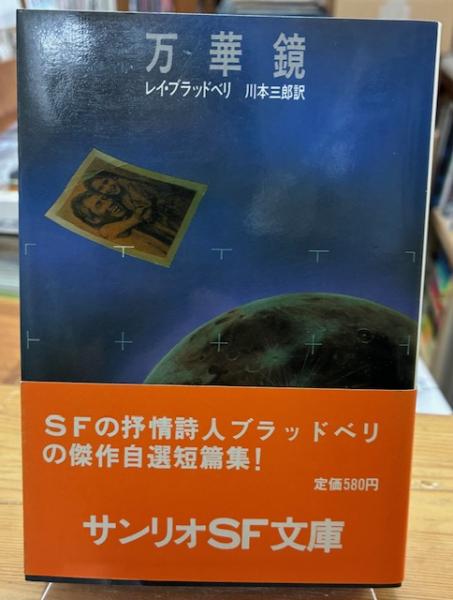 万華鏡
レイ・ブラッドベリ 川本三郎訳
SFの抒情詩人ブラッドベリ
の傑作自選短篇集!
定価580円
サンリオSF文庫